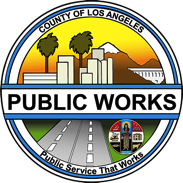 COUNTY OF LOS ANGELES
PUBLIC WORKS
Public Service That Works